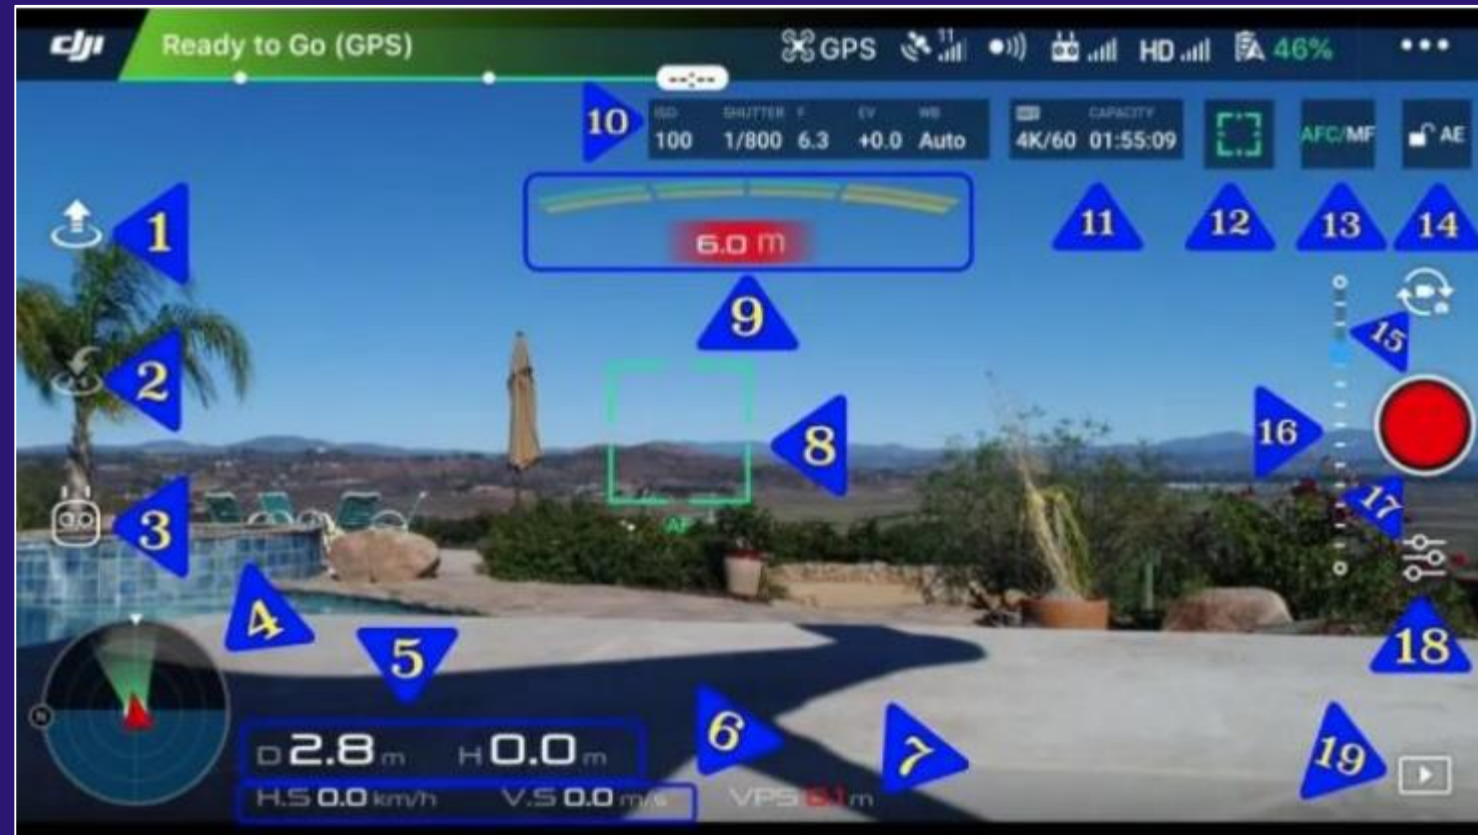 dji Ready to Go (GPS) GPS 11 HD 46%
--:--
10 ISO SHUTTER F EV WB CAPACITY
100 1/800 6.3 +0.0 Auto 4K/60 01:55:09 AFC/MF AE
1 6.0 m 11 12 13 14
9
15
2
8 16
17
3 AF
4
5 18
6 7 19
N
D 2.8 m H 0.0 m
H.S 0.0 km/h V.S 0.0 m/s VPS m